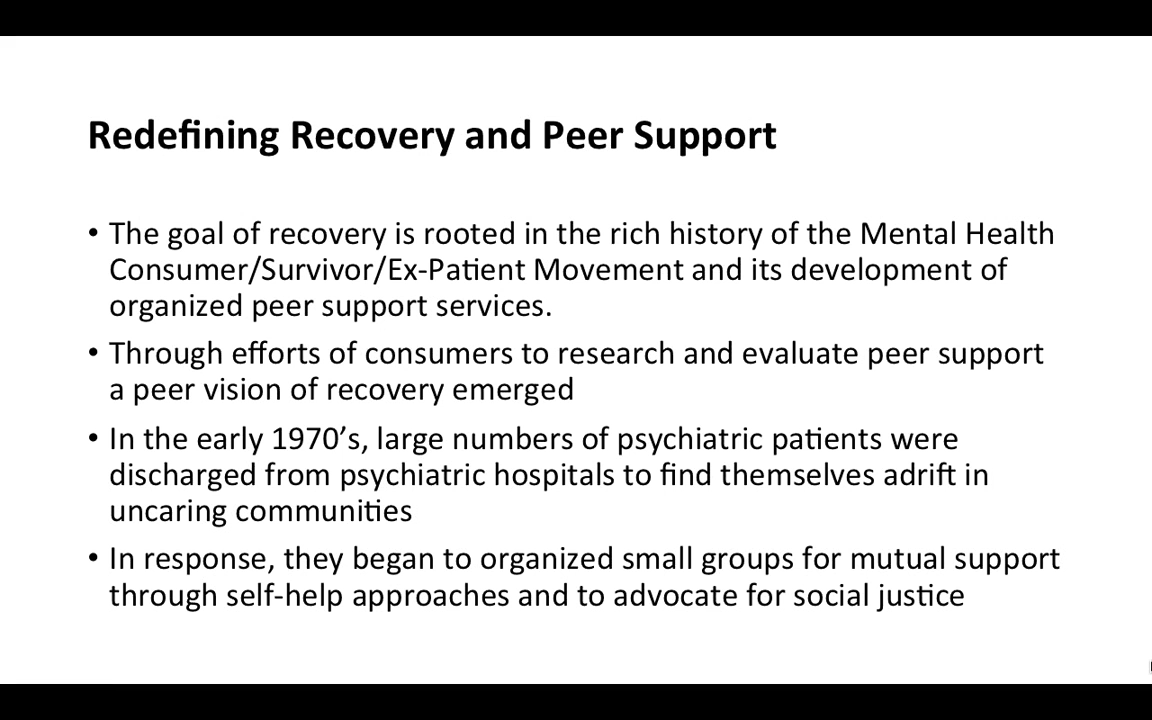 Redefining Recovery and Peer Support
• The goal of recovery is rooted in the rich history of the Mental Health
Consumer/Survivor/Ex-Patient Movement and its development of
organized peer support services.
• Through efforts of consumers to research and evaluate peer support
a peer vision of recovery emerged
• In the early 1970’s, large numbers of psychiatric patients were
discharged from psychiatric hospitals to find themselves adrift in
uncaring communities
• In response, they began to organized small groups for mutual support
through self-help approaches and to advocate for social justice